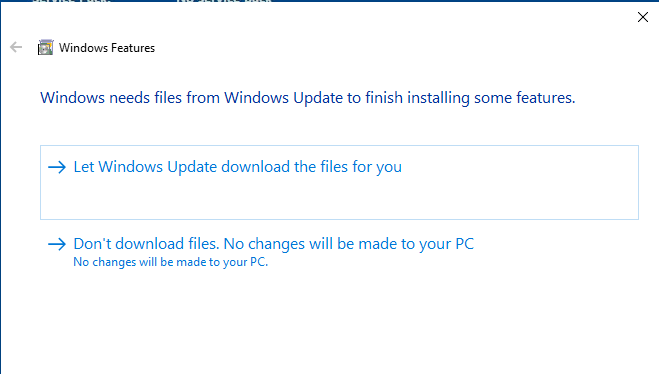 Windows Features
Windows needs files from Windows Update to finish installing some features.
Let Windows Update download the files for you
Don't download files. No changes will be made to your PC
No changes will be made to your PC.